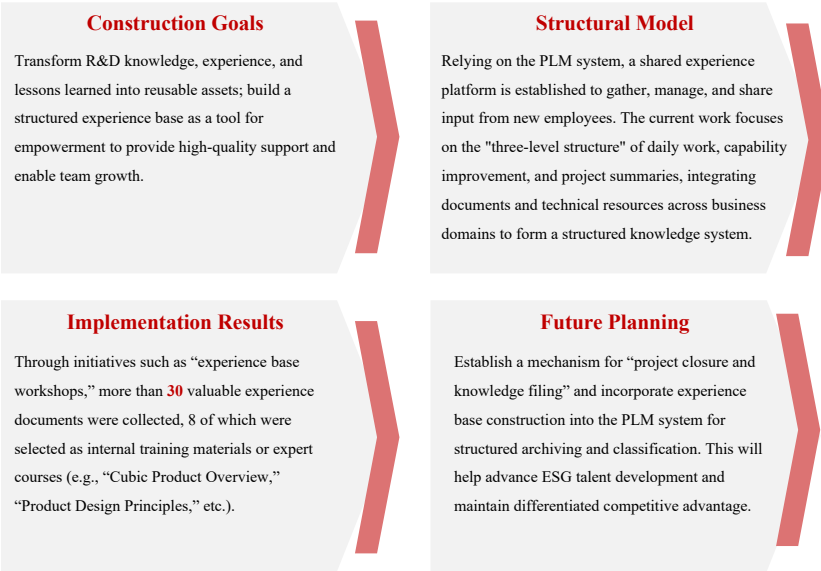 Construction Goals
Transform R&D knowledge, experience, and
lessons learned into reusable assets; build a
structured experience base as a tool for
empowerment to provide high-quality support and
enable team growth.
Structural Model
Relying on the PLM system, a shared experience
platform is established to gather, manage, and share
input from new employees. The current work focuses
on the "three-level structure" of daily work, capability
improvement, and project summaries, integrating
documents and technical resources across business
domains to form a structured knowledge system.
Implementation Results
Through initiatives such as “experience base
workshops,” more than 30 valuable experience
documents were collected, 8 of which were
selected as internal training materials or expert
courses (e.g., “Cubic Product Overview,”
“Product Design Principles,” etc.).
Future Planning
Establish a mechanism for “project closure and
knowledge filing” and incorporate experience
base construction into the PLM system for
structured archiving and classification. This will
help advance ESG talent development and
maintain differentiated competitive advantage.